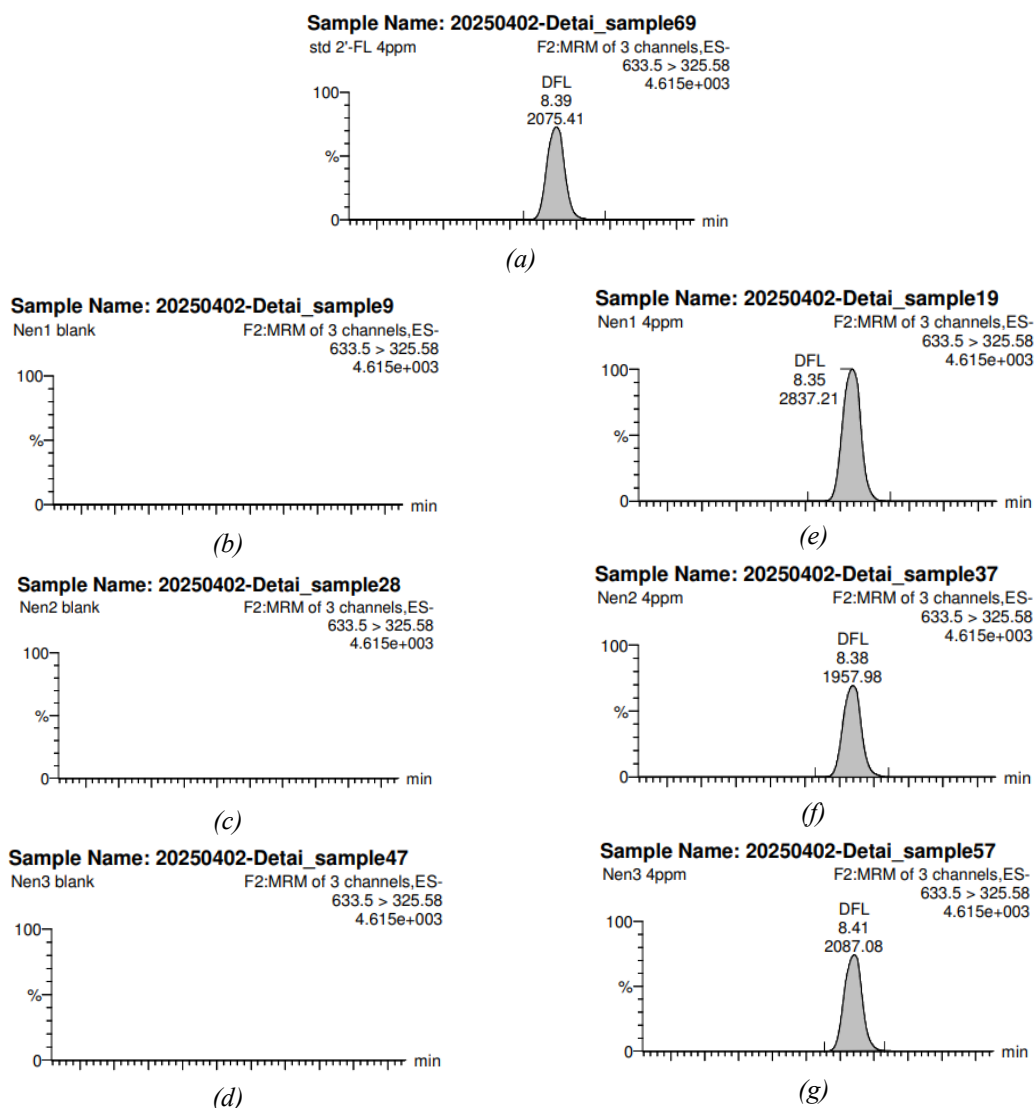 Sample Name: 20250402-Detai_sample69
std 2'-FL 4ppm
F2:MRM of 3 channels,ES-
633.5 > 325.58
4.615e+003
DFL
8.39
2075.41
100
%
0
min
(a)
Sample Name: 20250402-Detai_sample9
Nen1 blank
F2:MRM of 3 channels,ES-
633.5 > 325.58
4.615e+003
100
%
0
min
(b)
Sample Name: 20250402-Detai_sample19
Nen1 4ppm
F2:MRM of 3 channels,ES-
633.5 > 325.58
4.615e+003
DFL
8.35
2837.21
100
%
0
min
(e)
Sample Name: 20250402-Detai_sample28
Nen2 blank
F2:MRM of 3 channels,ES-
633.5 > 325.58
4.615e+003
100
%
0
min
(c)
Sample Name: 20250402-Detai_sample37
Nen2 4ppm
F2:MRM of 3 channels,ES-
633.5 > 325.58
4.615e+003
DFL
8.38
1957.98
100
%
0
min
(f)
Sample Name: 20250402-Detai_sample47
Nen3 blank
F2:MRM of 3 channels,ES-
633.5 > 325.58
4.615e+003
100
%
0
min
(d)
Sample Name: 20250402-Detai_sample57
Nen3 4ppm
F2:MRM of 3 channels,ES-
633.5 > 325.58
4.615e+003
DFL
8.41
2087.08
100
%
0
min
(g)